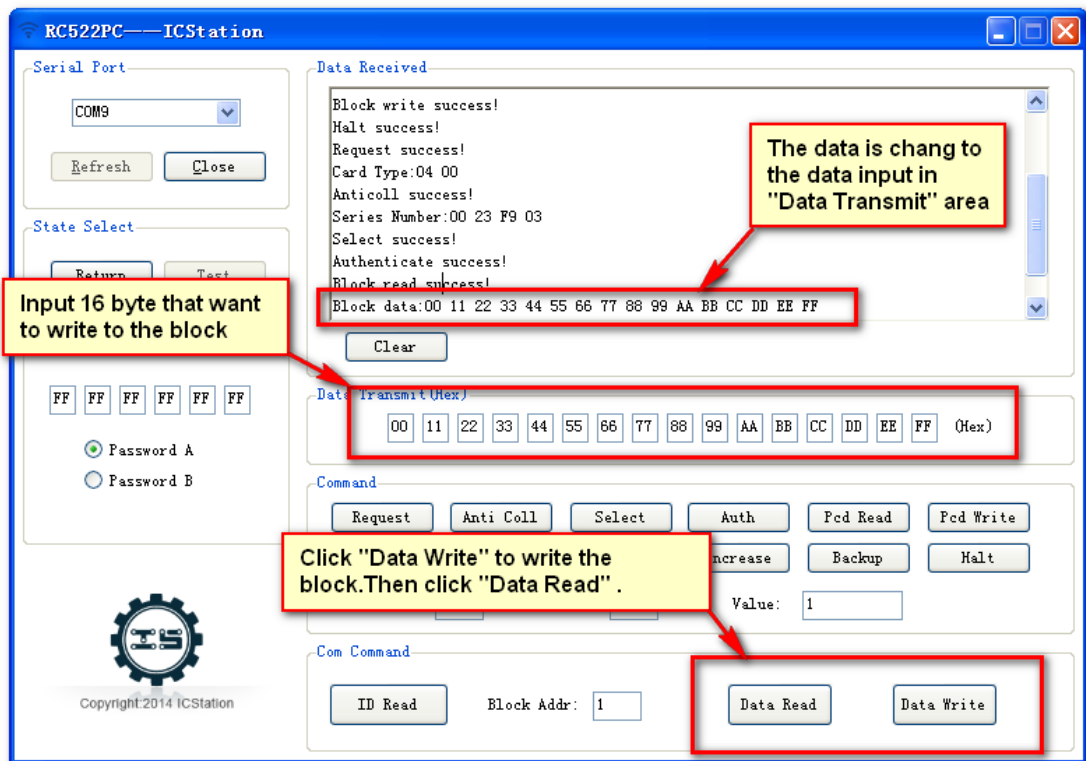 RC522PC——ICStation
Serial Port
COM9
Refresh
Close
State Select
Return
Test
Input 16 byte that want
to write to the block
FF FF FF FF FF FF
Password A
Password B
IS
Copyright:2014 ICStation
Data Received
Block write success!
Halt success!
Request success!
Card Type:04 00
Anticoll success!
Series Number:00 23 F9 03
Select success!
Authenticate success!
Block read success!
Block data:00 11 22 33 44 55 66 77 88 99 AA BB CC DD EE FF
The data is chang to
the data input in
"Data Transmit" area
Clear
Data Transmit(Hex)
00 11 22 33 44 55 66 77 88 99 AA BB CC DD EE FF (Hex)
Command
Request Anti Coll Select Auth Pcd Read Pcd Write
Click "Data Write" to write the
block.Then click "Data Read" .
Backup Halt
Value: 1
Com Command
ID Read Block Addr: 1 Data Read Data Write